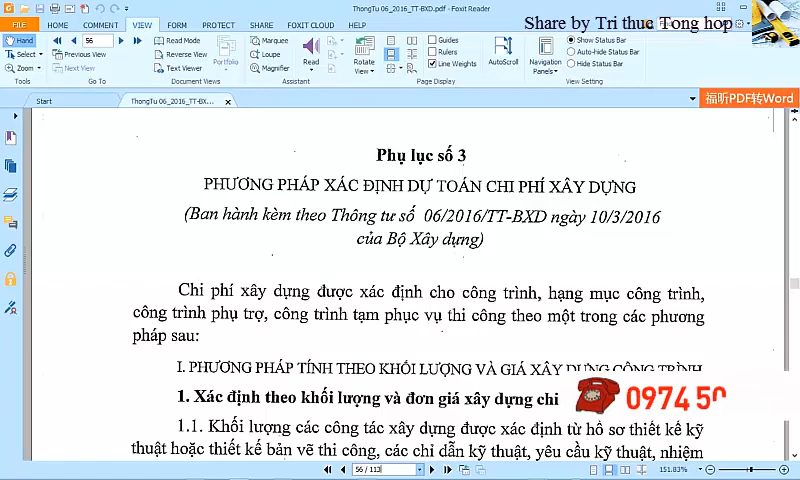 ThongTu 06_2016_TT-BXD.pdf - Foxit Reader
Share by Tri thuc Tong hop
FILE HOME COMMENT VIEW FORM PROTECT SHARE FOXIT CLOUD HELP
Hand 56 Read Mode Marquee Guides Show Status Bar
Select Previous View Reverse View Loupe Rulers Auto-hide Status Bar
Zoom Next View Text Viewer Portfolio Magnifier Read Rotate View Line Weights AutoScroll Navigation Panels Hide Status Bar
Tools Go To Document Views Assistant Page Display View Setting
Start ThongTu 06_2016_TT-BX... 福昕PDF转Word
Phụ lục số 3
PHƯƠNG PHÁP XÁC ĐỊNH DỰ TOÁN CHI PHÍ XÂY DỰNG
(Ban hành kèm theo Thông tư số 06/2016/TT-BXD ngày 10/3/2016
của Bộ Xây dựng)
Chi phí xây dựng được xác định cho công trình, hạng mục công trình,
công trình phụ trợ, công trình tạm phục vụ thi công theo một trong các phương
pháp sau:
I. PHƯƠNG PHÁP TÍNH THEO KHỐI LƯỢNG VÀ GIÁ XÂY DỰNG CÔNG TRÌNH
1. Xác định theo khối lượng và đơn giá xây dựng chi
0974 5
1.1. Khối lượng các công tác xây dựng được xác định từ hồ sơ thiết kế kỹ
thuật hoặc thiết kế bản vẽ thi công, các chỉ dẫn kỹ thuật, yêu cầu kỹ thuật, nhiệm
56 / 113 151.83%